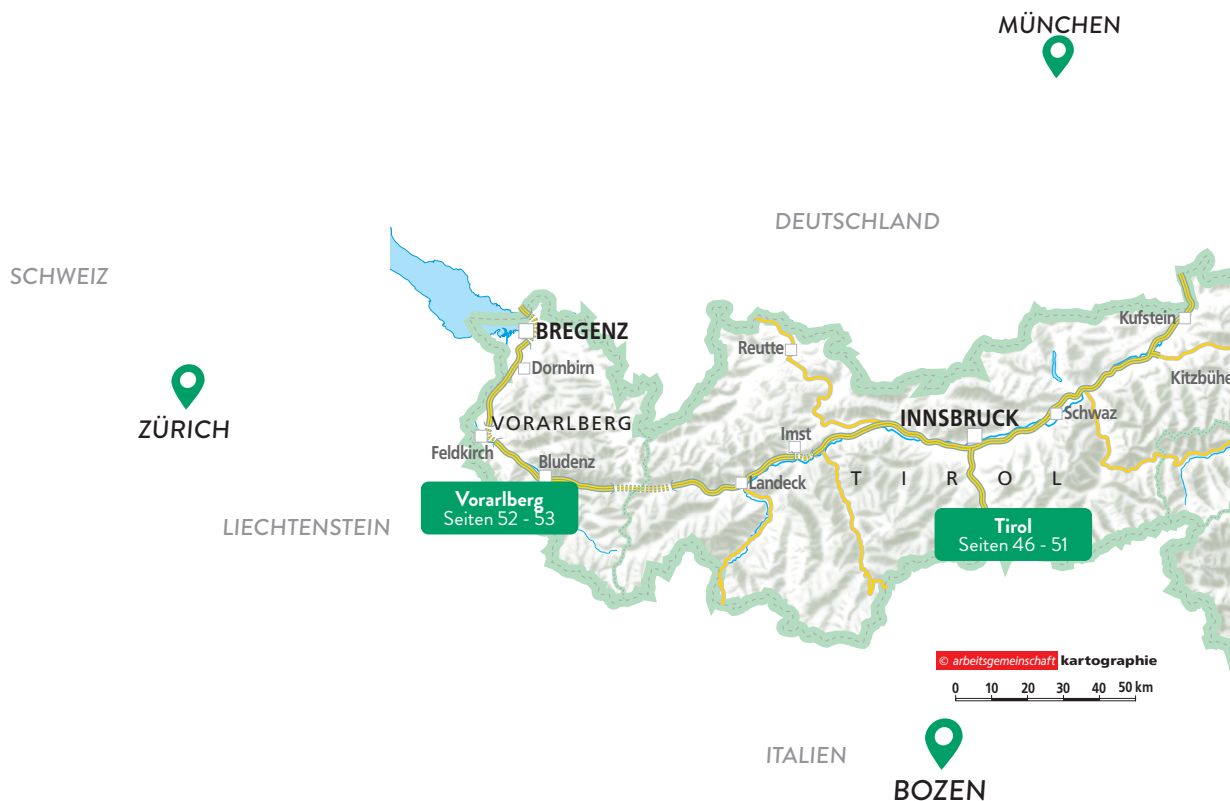 MÜNCHEN
DEUTSCHLAND
SCHWEIZ
Kufstein
BREGENZ
Reutte
Dornbirn
Kitzbühe
ZÜRICH
VORARLBERG
INNSBRUCK
Schwaz
Imst
Feldkirch
Bludenz
Landeck
TIROL
Vorarlberg
Seiten 52 - 53
LIECHTENSTEIN
Tirol
Seiten 46 - 51
© arbeitsgemeinschaft kartographie
0 10 20 30 40 50 km
ITALIEN
BOZEN